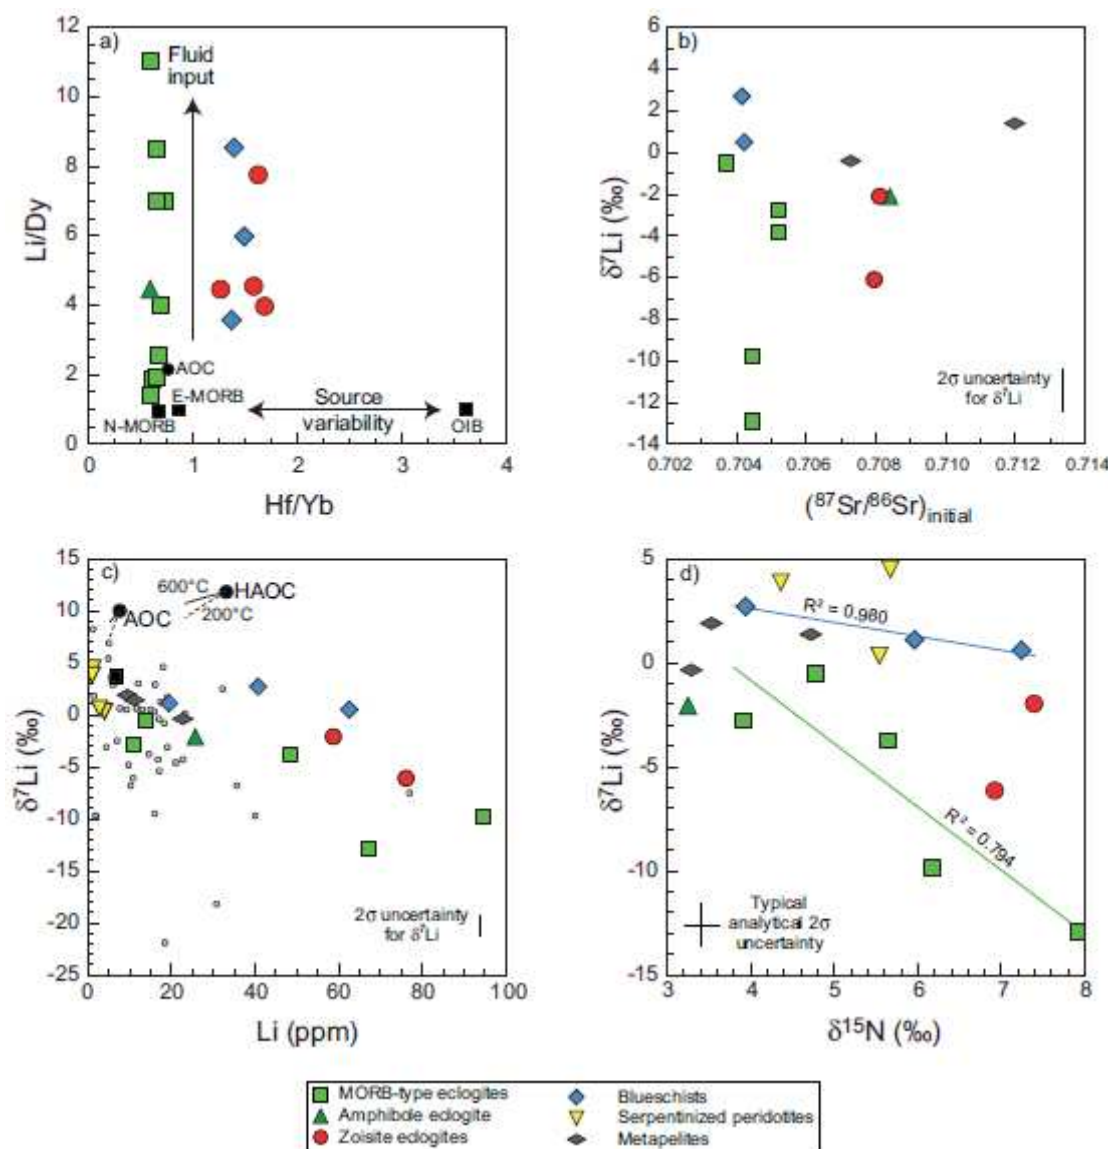 a)
Fluid
input
AOC
E-MORB
N-MORB
Source
variability
OIB
12
10
8
6
4
2
0
Li/Dy
0 1 2 3 4
Hf/Yb
b)
6
4
2
0
-2
-4
-6
-8
-10
-12
-14
δ⁷Li (‰)
2σ uncertainty
for δ⁷Li
0.702 0.704 0.706 0.708 0.710 0.712 0.714
(⁸⁷Sr/⁸⁶Sr)initial
c)
15
10
5
0
-5
-10
-15
-20
-25
δ⁷Li (‰)
600°C
HAOC
200°C
AOC
2σ uncertainty
for δ⁷Li
0 20 40 60 80 100
Li (ppm)
d)
5
0
-5
-10
-15
δ⁷Li (‰)
R² = 0.980
R² = 0.794
Typical
analytical 2σ
uncertainty
3 4 5 6 7 8
δ¹⁵N (‰)
MORB-type eclogites
Amphibole eclogite
Zoisite eclogites
Blueschists
Serpentinized peridotites
Metapelites